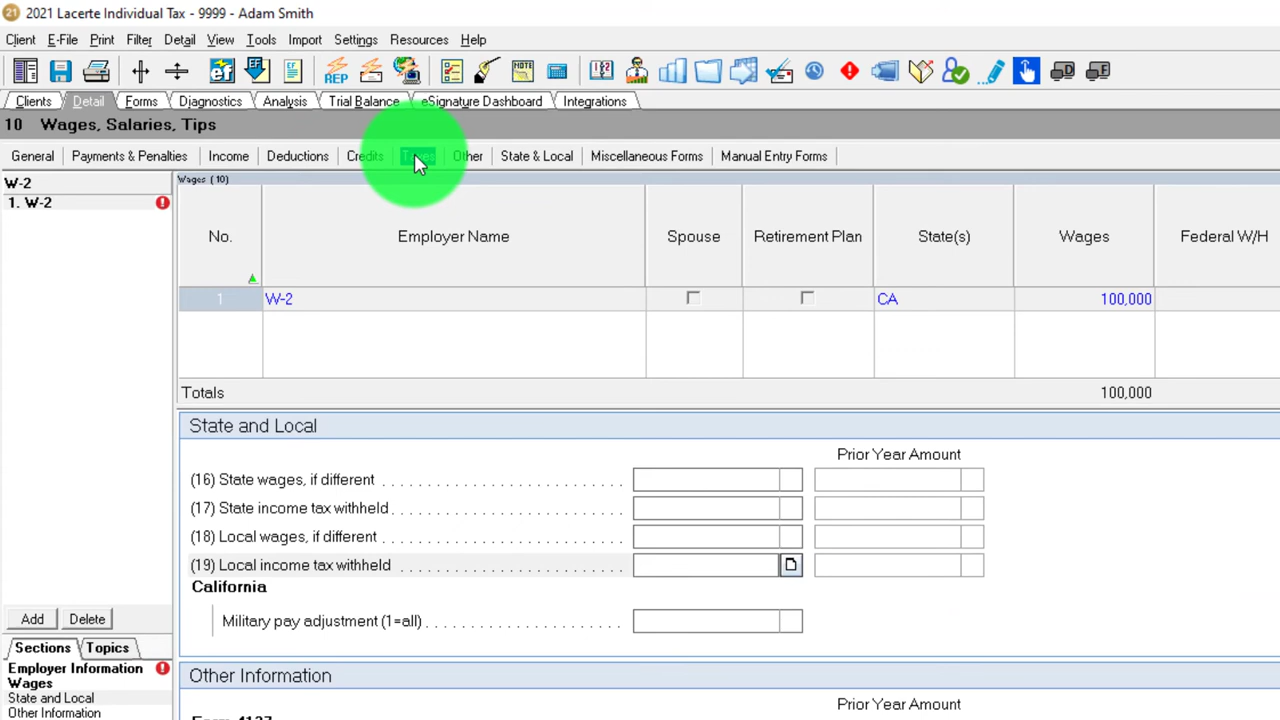 21 2021 Lacerte Individual Tax - 9999 - Adam Smith
Client E-File Print Filter Detail View Tools Import Settings Resources Help
ef REP NOTE D F
Clients Detail Forms Diagnostics Analysis Trial Balance eSignature Dashboard Integrations
10 Wages, Salaries, Tips
General Payments & Penalties Income Deductions Credits Taxes Other State & Local Miscellaneous Forms Manual Entry Forms
W-2
1. W-2
Wages (10)
No. Employer Name Spouse Retirement Plan State(s) Wages Federal W/H
1 W-2 CA 100,000
Totals 100,000
State and Local
Prior Year Amount
(16) State wages, if different
(17) State income tax withheld
(18) Local wages, if different
(19) Local income tax withheld
California
Military pay adjustment (1=all)
Other Information
Prior Year Amount
Form 4137
Add Delete
Sections Topics
Employer Information
Wages
State and Local
Other Information